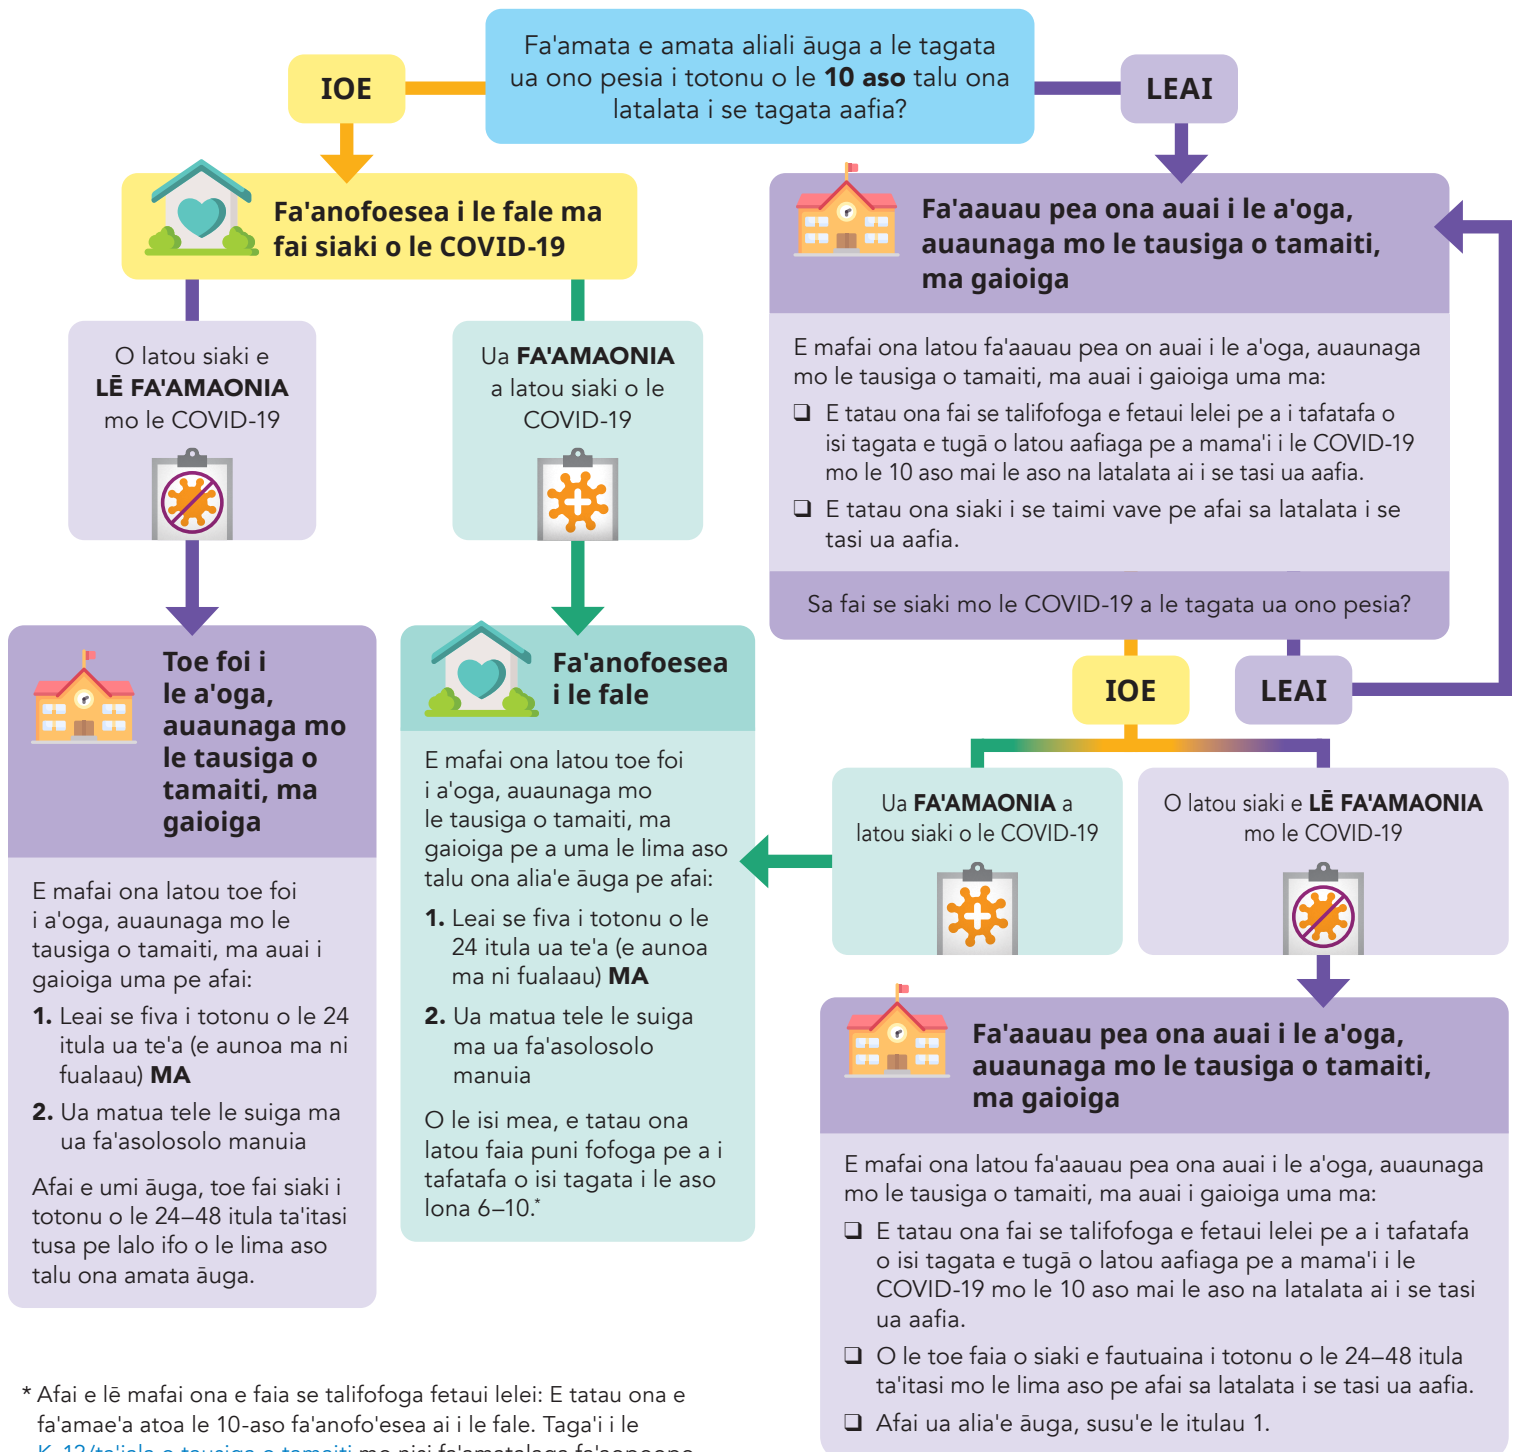 Fa'amata e amata aliali āuga a le tagata
ua ono pesia i totonu o le 10 aso talu ona
latalata i se tagata aafia?
IOE
LEAI
Fa'anofoesea i le fale ma
fai siaki o le COVID-19
O latou siaki e
LĒ FA'AMAONIA
mo le COVID-19
Ua FA'AMAONIA
a latou siaki o le
COVID-19
Toe foi i
le a'oga,
auaunaga mo
le tausiga o
tamaiti, ma
gaioiga
E mafai ona latou toe foi
i a'oga, auaunaga mo le
tausiga o tamaiti, ma auai i
gaioiga uma pe afai:
1. Leai se fiva i totonu o le 24
itula ua te'a (e aunoa ma ni
fualaau) MA
2. Ua matua tele le suiga ma
ua fa'asolosolo manuia
Afai e umi āuga, toe fai siaki i
totonu o le 24–48 itula ta'itasi
tusa pe lalo ifo o le lima aso
talu ona amata āuga.
Fa'anofoesea
i le fale
E mafai ona latou toe foi
i a'oga, auaunaga mo
le tausiga o tamaiti, ma
gaioiga pe a uma le lima aso
talu ona alia'e āuga pe afai:
1. Leai se fiva i totonu o le
24 itula ua te'a (e aunoa
ma ni fualaau) MA
2. Ua matua tele le suiga
ma ua fa'asolosolo
manuia
O le isi mea, e tatau ona
latou faia puni fofoga pe a i
tafatafa o isi tagata i le aso
lona 6–10.*
Fa'aauau pea ona auai i le a'oga,
auaunaga mo le tausiga o tamaiti,
ma gaioiga
E mafai ona latou fa'aauau pea on auai i le a'oga, auaunaga
mo le tausiga o tamaiti, ma auai i gaioiga uma ma:
❑ E tatau ona fai se talifofoga e fetaui lelei pe a i tafatafa o
isi tagata e tugā o latou aafiaga pe a mama'i i le COVID-19
mo le 10 aso mai le aso na latalata ai i se tasi ua aafia.
❑ E tatau ona siaki i se taimi vave pe afai sa latalata i se
tasi ua aafia.
Sa fai se siaki mo le COVID-19 a le tagata ua ono pesia?
IOE
LEAI
Ua FA'AMAONIA a
latou siaki o le COVID-19
O latou siaki e LĒ FA'AMAONIA
mo le COVID-19
Fa'aauau pea ona auai i le a'oga,
auaunaga mo le tausiga o tamaiti,
ma gaioiga
E mafai ona latou fa'aauau pea ona auai i le a'oga, auaunaga
mo le tausiga o tamaiti, ma auai i gaioiga uma ma:
❑ E tatau ona fai se talifofoga e fetaui lelei pe a i tafatafa
o isi tagata e tugā o latou aafiaga pe a mama'i i le
COVID-19 mo le 10 aso mai le aso na latalata ai i se tasi
ua aafia.
❑ O le toe faia o siaki e fautuaina i totonu o le 24–48 itula
ta'itasi mo le lima aso pe afai sa latalata i se tasi ua aafia.
❑ Afai ua alia'e āuga, susu'e le itulau 1.
* Afai e lē mafai ona e faia se talifofoga fetaui lelei: E tatau ona e
fa'amae'a atoa le 10-aso fa'anofo'esea ai i le fale. Taga'i i le
K–12/ta'iala o tausiga o tamaiti mo nisi fa'amatalaga fa'aopoopo